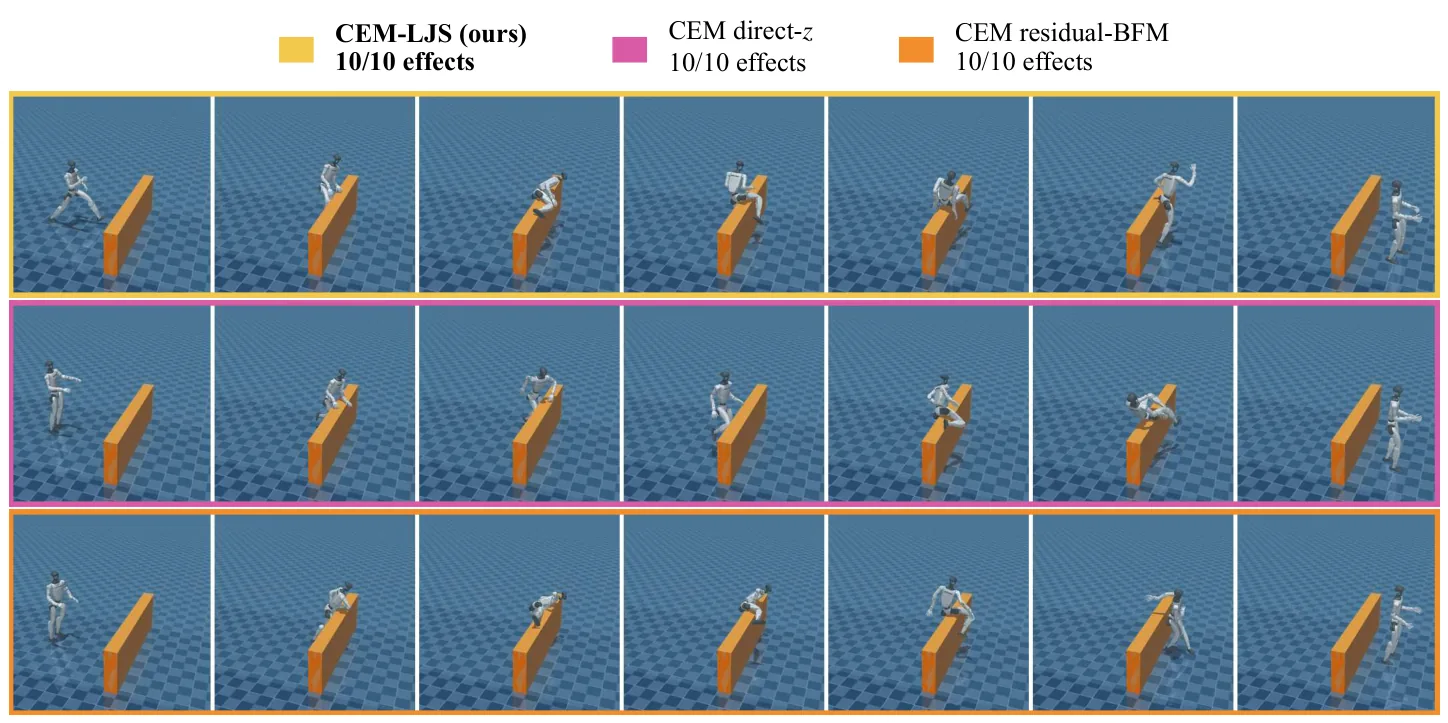 CEM-LJS (ours)
10/10 effects
CEM direct-z
10/10 effects
CEM residual-BFM
10/10 effects